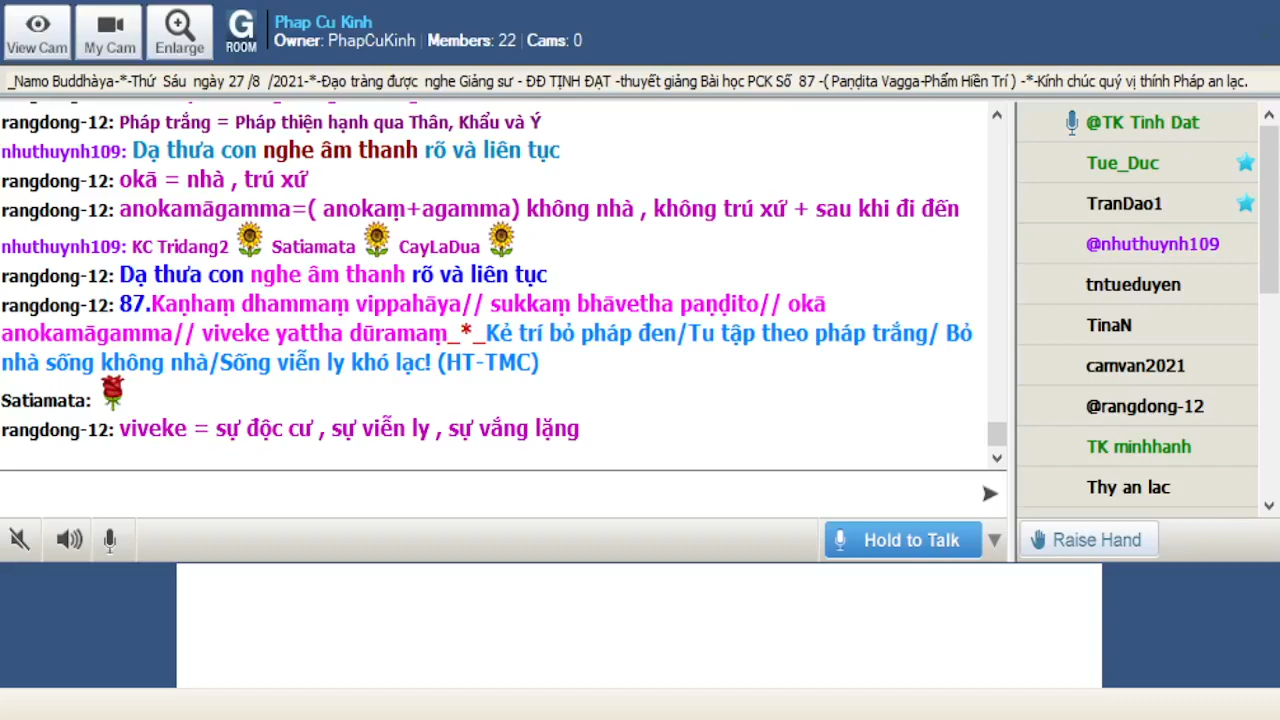 View Cam
My Cam
Enlarge
G
ROOM
Phap Cu Kinh
Owner: PhapCuKinh | Members: 22 | Cams: 0
_Namo Buddhàya-*-Thứ Sáu ngày 27 /8 /2021-*-Đạo tràng được nghe Giảng sư - ĐĐ TỊNH ĐẠT -thuyết giảng Bài học PCK Số 87 -( Paṇḍita Vagga-Phẩm Hiền Trí ) -*-Kính chúc quý vị thính Pháp an lạc.
rangdong-12: Pháp trắng = Pháp thiện hạnh qua Thân, Khẩu và Ý
nhuthuynh109: Dạ thưa con nghe âm thanh rõ và liên tục
rangdong-12: okā = nhà , trú xứ
rangdong-12: anokamāgamma=( anokaṃ+agamma) không nhà , không trú xứ + sau khi đi đến
nhuthuynh109: KC Tridang2 Satiamata CayLaDua
rangdong-12: Dạ thưa con nghe âm thanh rõ và liên tục
rangdong-12: 87.Kaṇhaṃ dhammaṃ vippahāya// sukkaṃ bhāvetha paṇḍito// okā
anokamāgamma// viveke yattha dūramaṃ_*_Kẻ trí bỏ pháp đen/Tu tập theo pháp trắng/ Bỏ
nhà sống không nhà/Sống viễn ly khó lạc! (HT-TMC)
Satiamata:
rangdong-12: viveke = sự độc cư , sự viễn ly , sự vắng lặng
@TK Tinh Dat
Tue_Duc
TranDao1
@nhuthuynh109
tntueduyen
TinaN
camvan2021
@rangdong-12
TK minhhanh
Thy an lac
Hold to Talk
Raise Hand